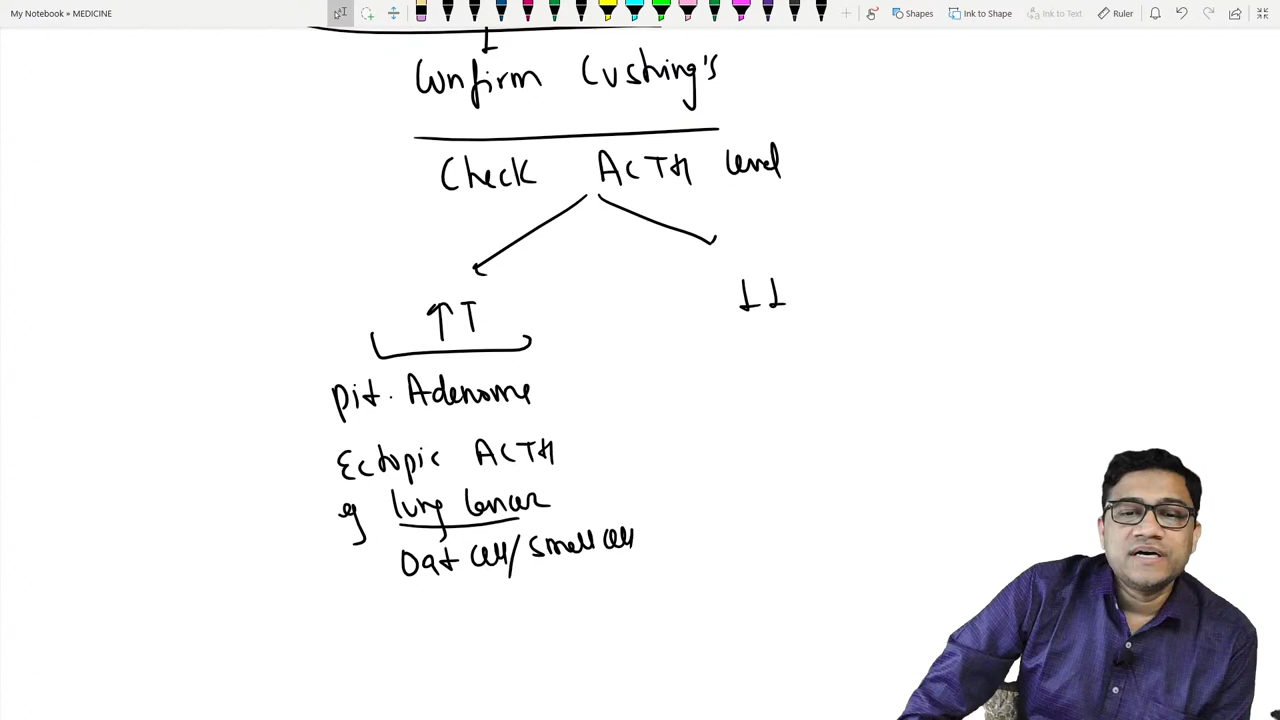 My Notebook » MEDICINE
Shapes Ink to Shape Ink to Text Ruler
Confirm Cushing's
Check ACTH level
↑↑ ↓↓
Pit. Adenoma
Ectopic ACTH
eg lung cancer
Oat cell/small cell